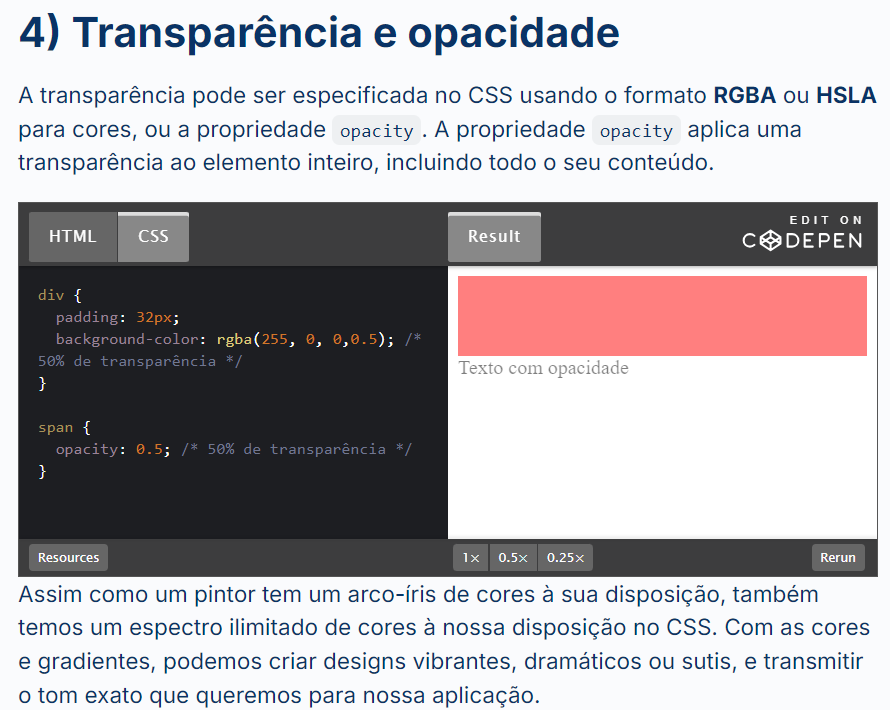 4) Transparência e opacidade
A transparência pode ser especificada no CSS usando o formato RGBA ou HSLA
para cores, ou a propriedade opacity. A propriedade opacity aplica uma
transparência ao elemento inteiro, incluindo todo o seu conteúdo.
HTML CSS Result EDIT ON
CODEPEN
div {
  padding: 32px;
  background-color: rgba(255, 0, 0,0.5); /*
50% de transparência */
}
span {
  opacity: 0.5; /* 50% de transparência */
}
Texto com opacidade
Resources 1× 0.5× 0.25× Rerun
Assim como um pintor tem um arco-íris de cores à sua disposição, também
temos um espectro ilimitado de cores à nossa disposição no CSS. Com as cores
e gradientes, podemos criar designs vibrantes, dramáticos ou sutis, e transmitir
o tom exato que queremos para nossa aplicação.